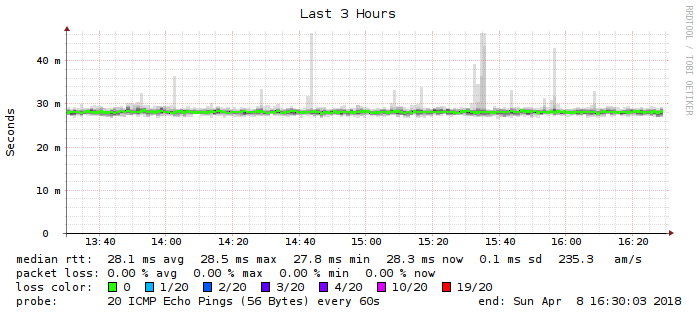 Last 3 Hours
RRDTOOL / TOBI OETIKER
Seconds
40 m
30 m
20 m
10 m
0
13:40 14:00 14:20 14:40 15:00 15:20 15:40 16:00 16:20
median rtt: 28.1 ms avg 28.5 ms max 27.8 ms min 28.3 ms now 0.1 ms sd 235.3 am/s
packet loss: 0.00 % avg 0.00 % max 0.00 % min 0.00 % now
loss color: 0 1/20 2/20 3/20 4/20 10/20 19/20
probe: 20 ICMP Echo Pings (56 Bytes) every 60s end: Sun Apr 8 16:30:03 2018